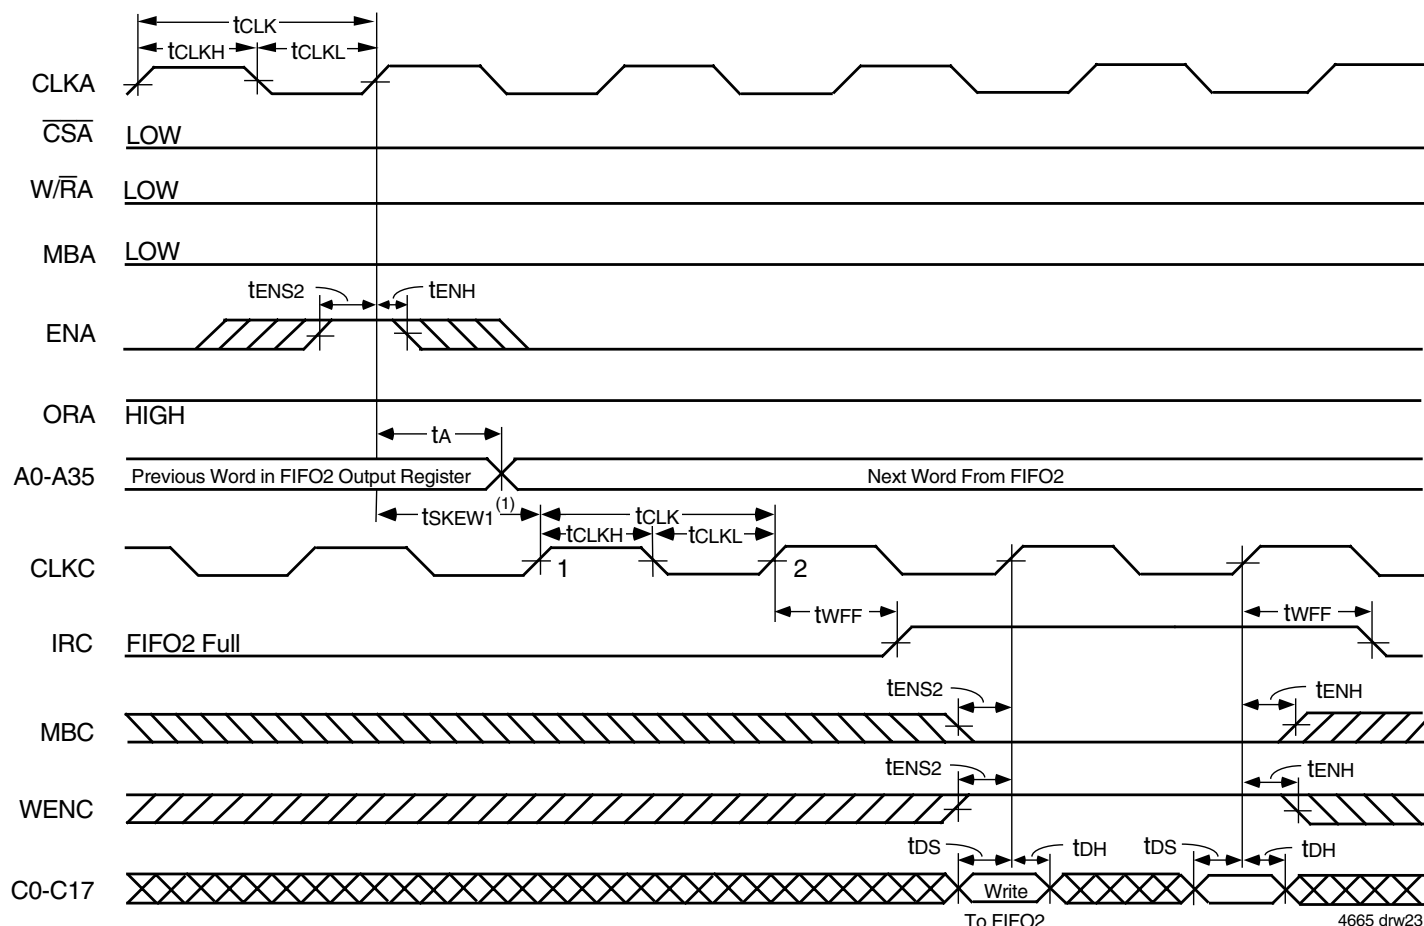 tCLK
tCLKH
tCLKL
CLKA
CSA LOW
W/RA LOW
MBA LOW
tENS2
tENH
ENA
ORA HIGH
tA
A0-A35 Previous Word in FIFO2 Output Register Next Word From FIFO2
tSKEW1 (1)
tCLK
tCLKH
tCLKL
CLKC 1 2
tWFF
tWFF
IRC FIFO2 Full
tENS2
tENH
MBC
tENS2
tENH
WENC
tDS
tDH
tDS
tDH
C0-C17 Write
To FIFO2
4665 drw23